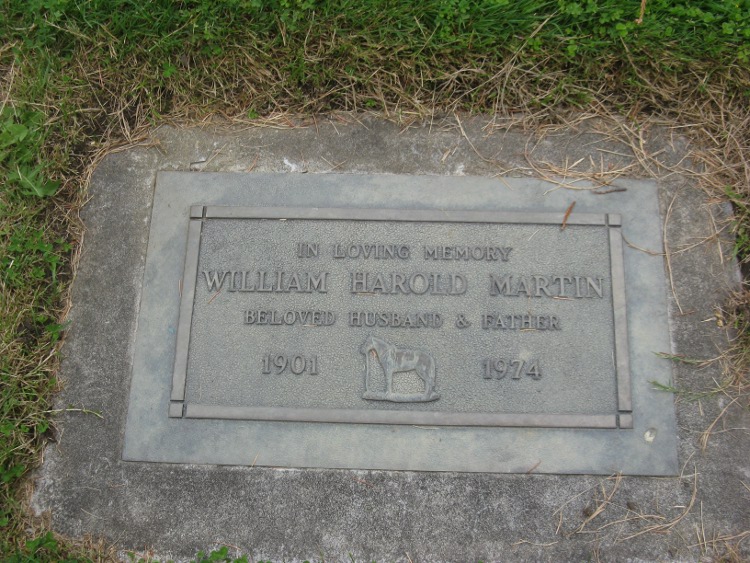 IN LOVING MEMORY
WILLIAM HAROLD MARTIN
BELOVED HUSBAND & FATHER
1901 1974